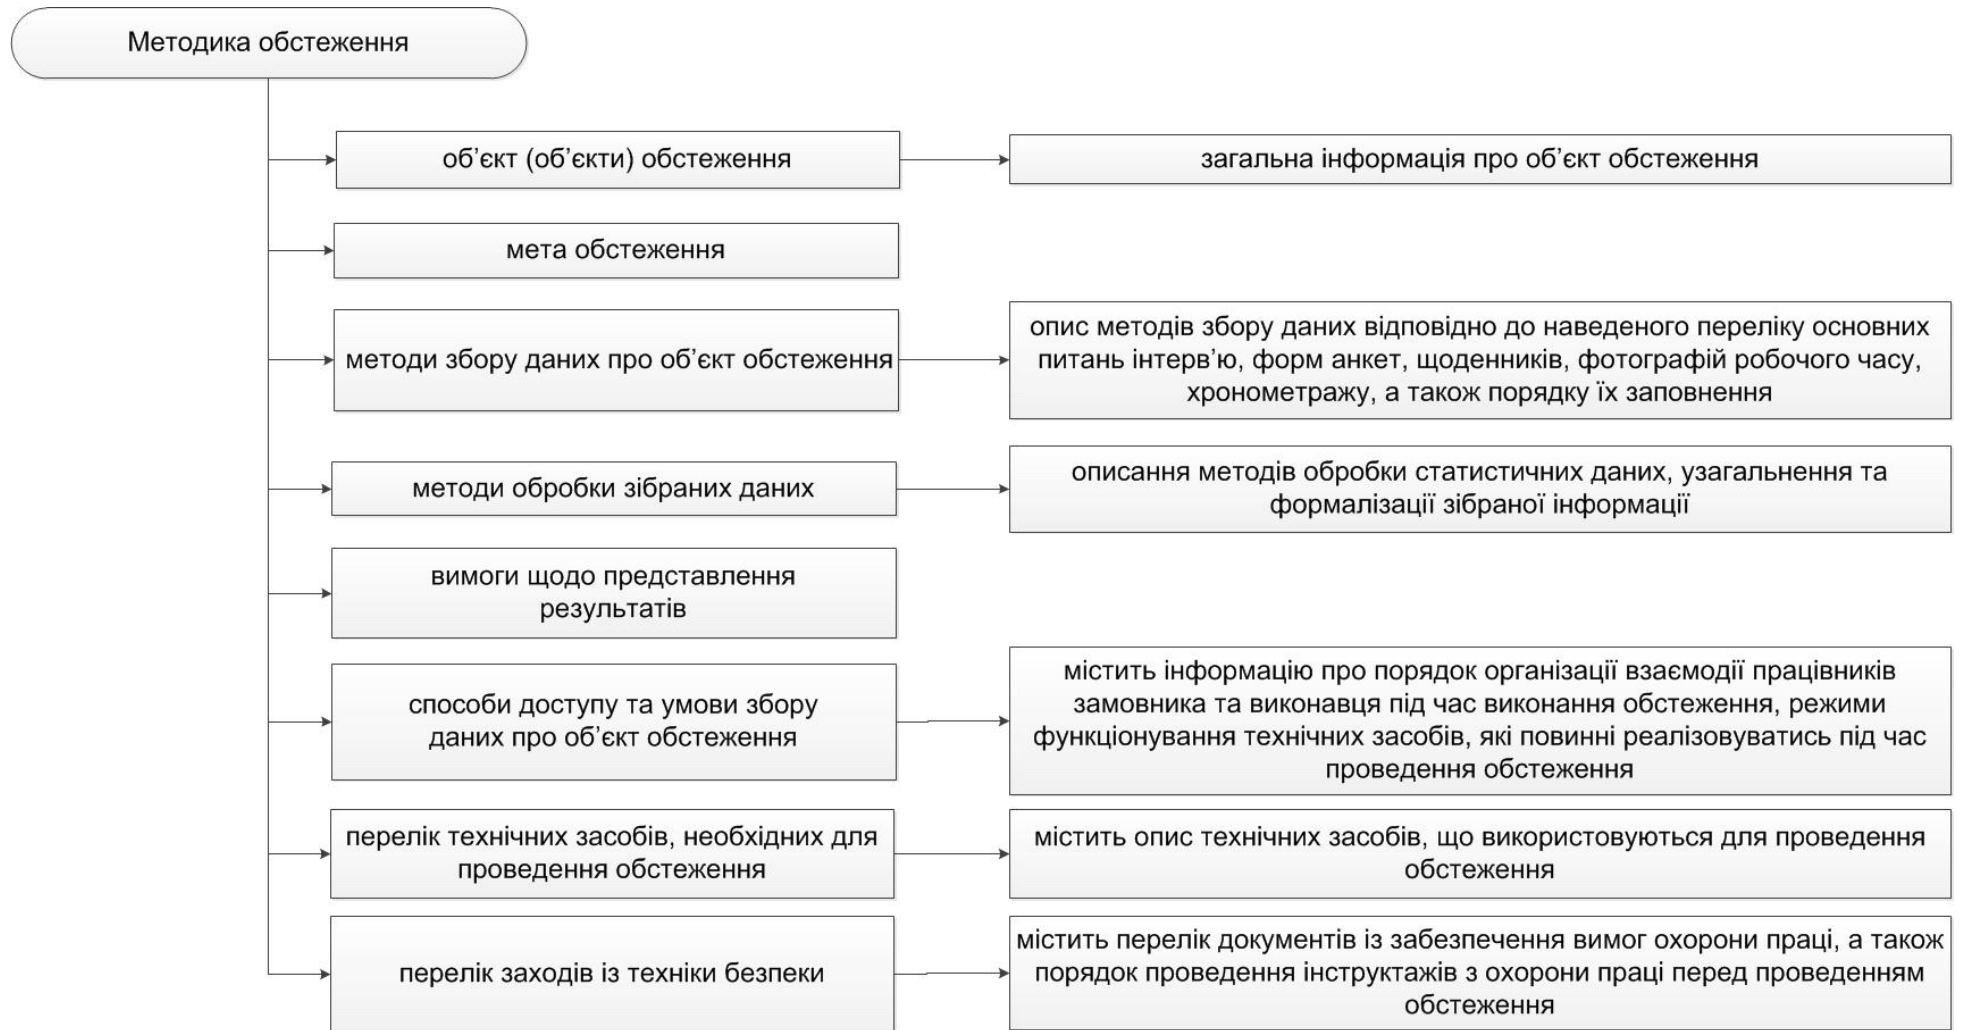 Методика обстеження
об’єкт (об’єкти) обстеження
загальна інформація про об’єкт обстеження
мета обстеження
методи збору даних про об’єкт обстеження
опис методів збору даних відповідно до наведеного переліку основних
питань інтерв’ю, форм анкет, щоденників, фотографій робочого часу,
хронометражу, а також порядку їх заповнення
методи обробки зібраних даних
описання методів обробки статистичних даних, узагальнення та
формалізації зібраної інформації
вимоги щодо представлення
результатів
способи доступу та умови збору
даних про об’єкт обстеження
містить інформацію про порядок організації взаємодії працівників
замовника та виконавця під час виконання обстеження, режими
функціонування технічних засобів, які повинні реалізовуватись під час
проведення обстеження
перелік технічних засобів, необхідних для
проведення обстеження
містить опис технічних засобів, що використовуються для проведення
обстеження
перелік заходів із техніки безпеки
містить перелік документів із забезпечення вимог охорони праці, а також
порядок проведення інструктажів з охорони праці перед проведенням
обстеження